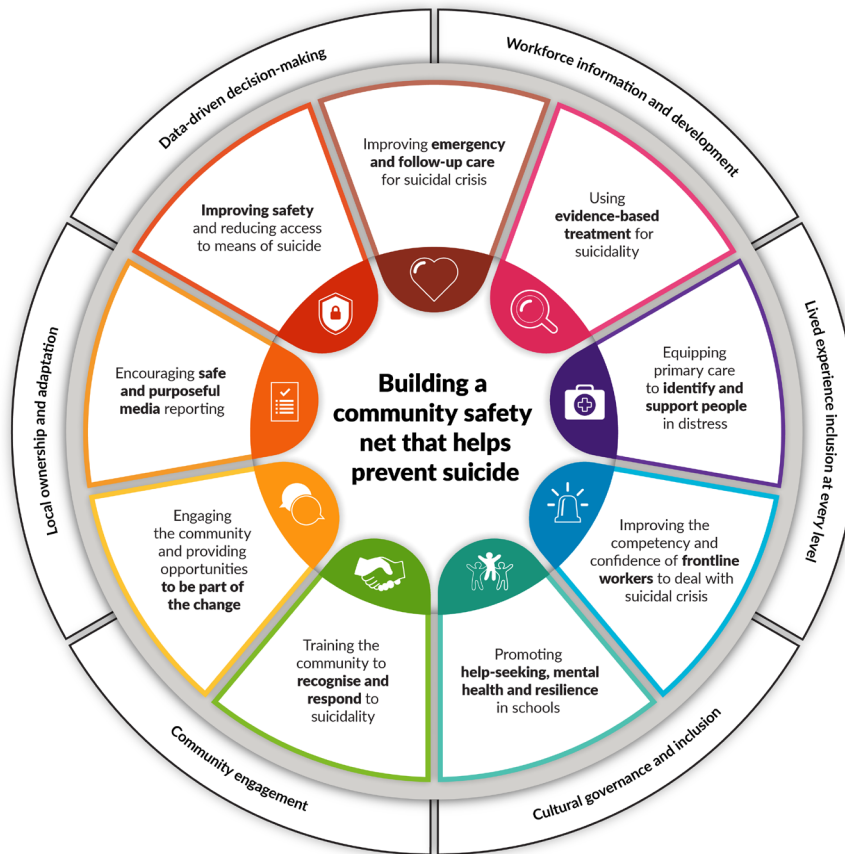 Data-driven decision-making
Workforce information and development
Lived experience inclusion at every level
Cultural governance and inclusion
Community engagement
Local ownership and adaptation
Improving emergency
and follow-up care
for suicidal crisis
Using
evidence-based
treatment for
suicidality
Equipping
primary care
to identify and
support people
in distress
Improving the
competency and
confidence of frontline
workers to deal with
suicidal crisis
Promoting
help-seeking, mental
health and resilience
in schools
Training the
community to
recognise and
respond to
suicidality
Engaging
the community
and providing
opportunities
to be part of
the change
Encouraging safe
and purposeful
media reporting
Improving safety
and reducing access
to means of suicide
Building a
community safety
net that helps
prevent suicide